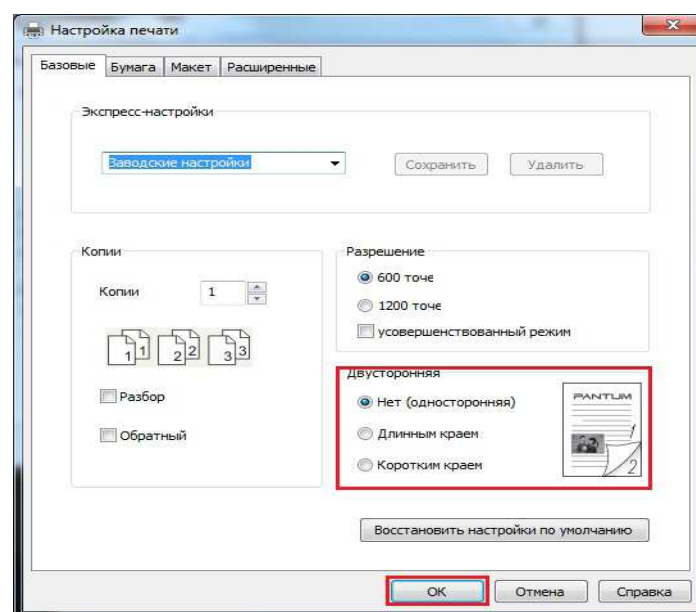 Настройка печати
Базовые Бумага Макет Расширенные
Экспресс-настройки
Заводские настройки Сохранить Удалить
Копии
Копии 1
1 1 2 2 3 3
Разбор
Обратный
Разрешение
600 точе
1200 точе
усовершенствованный режим
Двусторонняя
Нет (односторонняя)
Длинным краем
Коротким краем
PANTUM
1
2
Восстановить настройки по умолчанию
ОК Отмена Справка